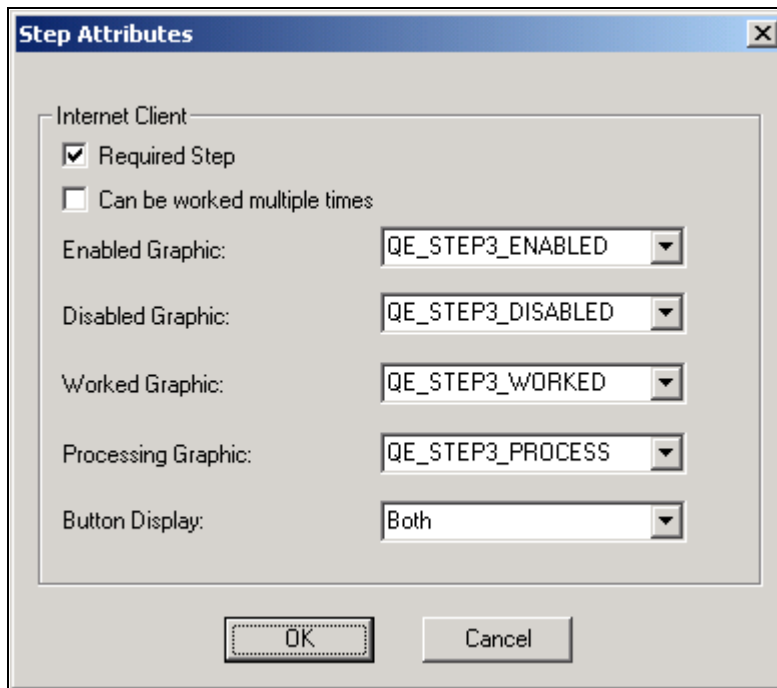 Step Attributes
Internet Client
Required Step
Can be worked multiple times
Enabled Graphic: QE_STEP3_ENABLED
Disabled Graphic: QE_STEP3_DISABLED
Worked Graphic: QE_STEP3_WORKED
Processing Graphic: QE_STEP3_PROCESS
Button Display: Both
OK Cancel